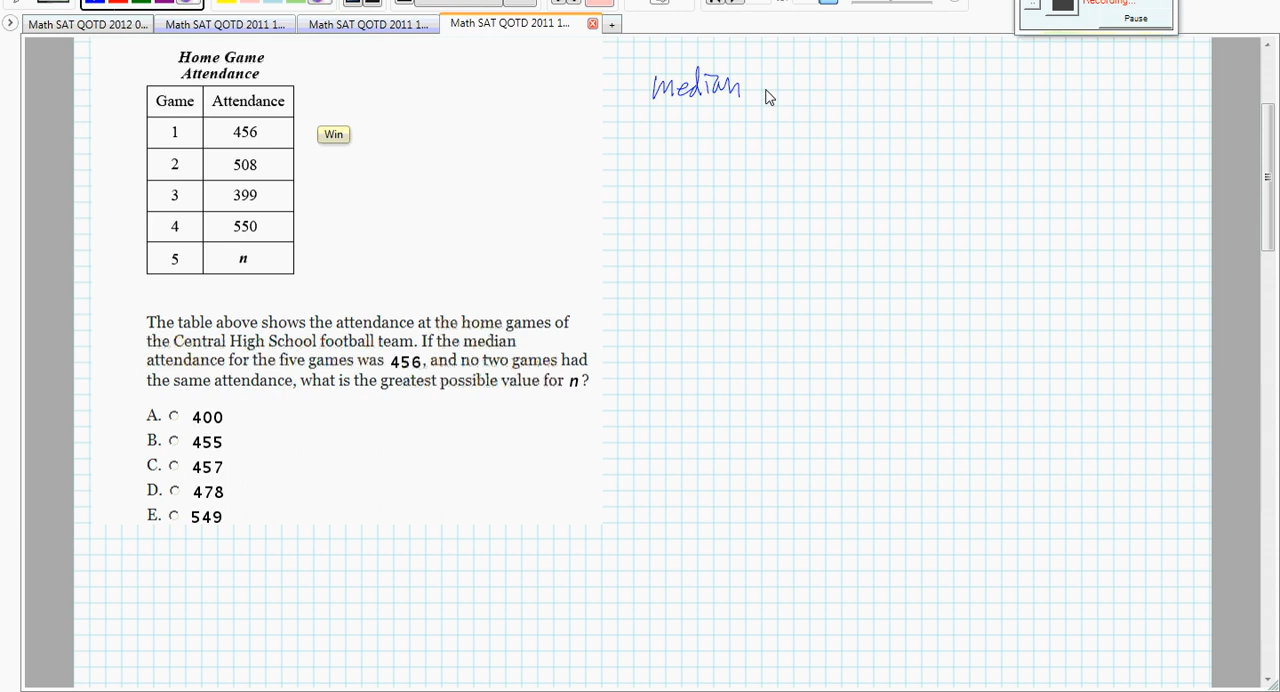 Recording...
Pause
Math SAT QOTD 2012 0... Math SAT QOTD 2011 1... Math SAT QOTD 2011 1... Math SAT QOTD 2011 1... +
Home Game
Attendance
Game Attendance
1 456
2 508
3 399
4 550
5 n
Win
median
The table above shows the attendance at the home games of
the Central High School football team. If the median
attendance for the five games was 456, and no two games had
the same attendance, what is the greatest possible value for n?
A. 400
B. 455
C. 457
D. 478
E. 549